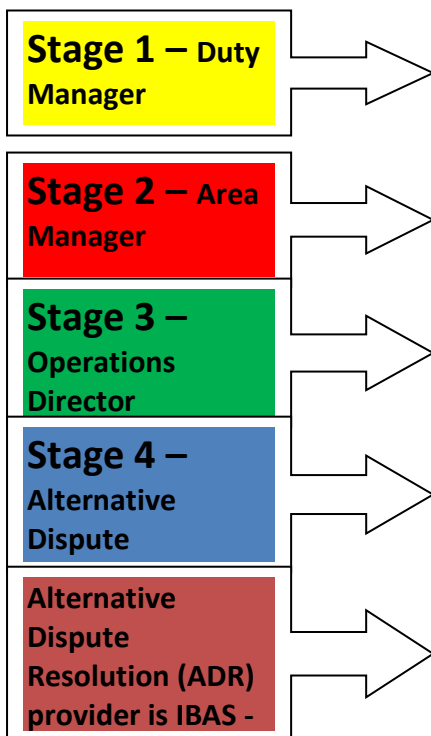 Stage 1 – Duty
Manager
Stage 2 – Area
Manager
Stage 3 –
Operations
Director
Stage 4 –
Alternative
Dispute
Alternative
Dispute
Resolution (ADR)
provider is IBAS -